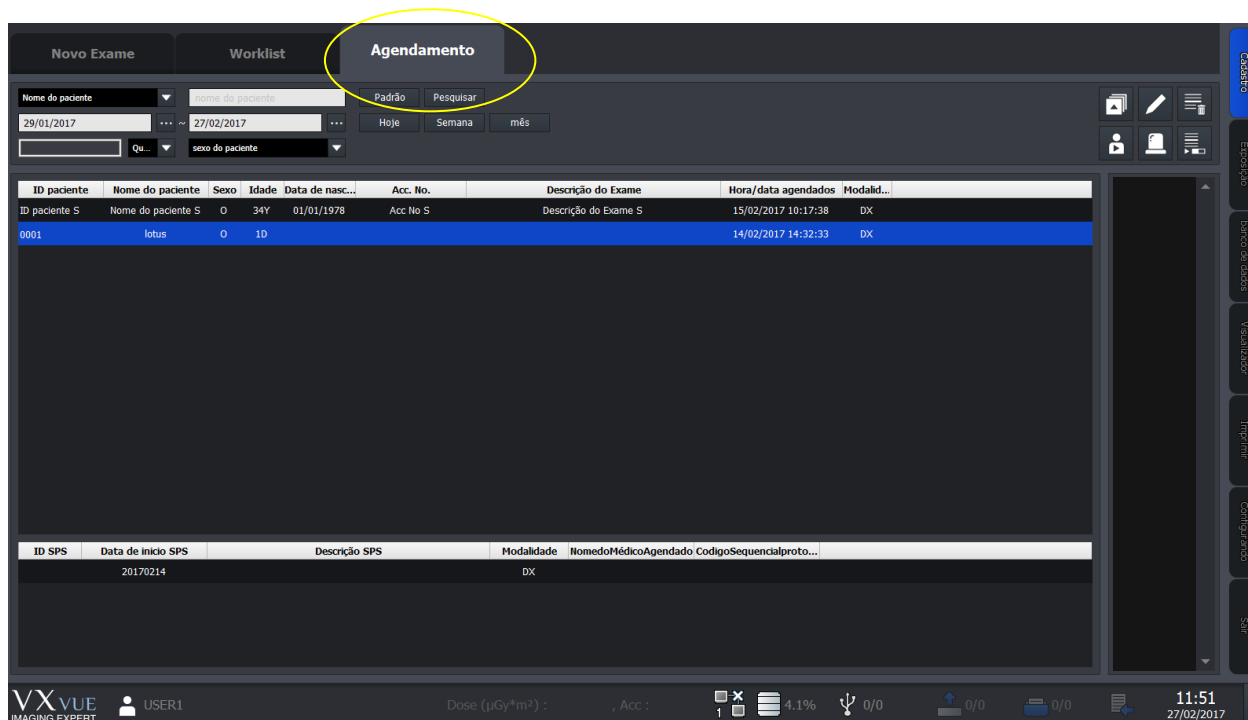 Novo Exame Worklist Agendamento
Nome do paciente nome do paciente Padrão Pesquisar
29/01/2017 ... ~ 27/02/2017 ... Hoje Semana mês
Qu... sexo do paciente
ID paciente Nome do paciente Sexo Idade Data de nasc... Acc. No. Descrição do Exame Hora/data agendados Modalid...
ID paciente S Nome do paciente S O 34Y 01/01/1978 Acc No S Descrição do Exame S 15/02/2017 10:17:38 DX
0001 lotus O 1D 14/02/2017 14:32:33 DX
ID SPS Data de inicio SPS Descrição SPS Modalidade NomedoMédicoAgendado CodigoSequencialproto...
20170214 DX
Cadastro
Exposição
Banco de dados
Visualizador
Imprimir
Configurando
Sair
VXVUE USER1 Dose (µGy*m²) : , Acc : 1 4.1% 0/0 0/0 0/0 11:51
IMAGING EXPERT 27/02/2017